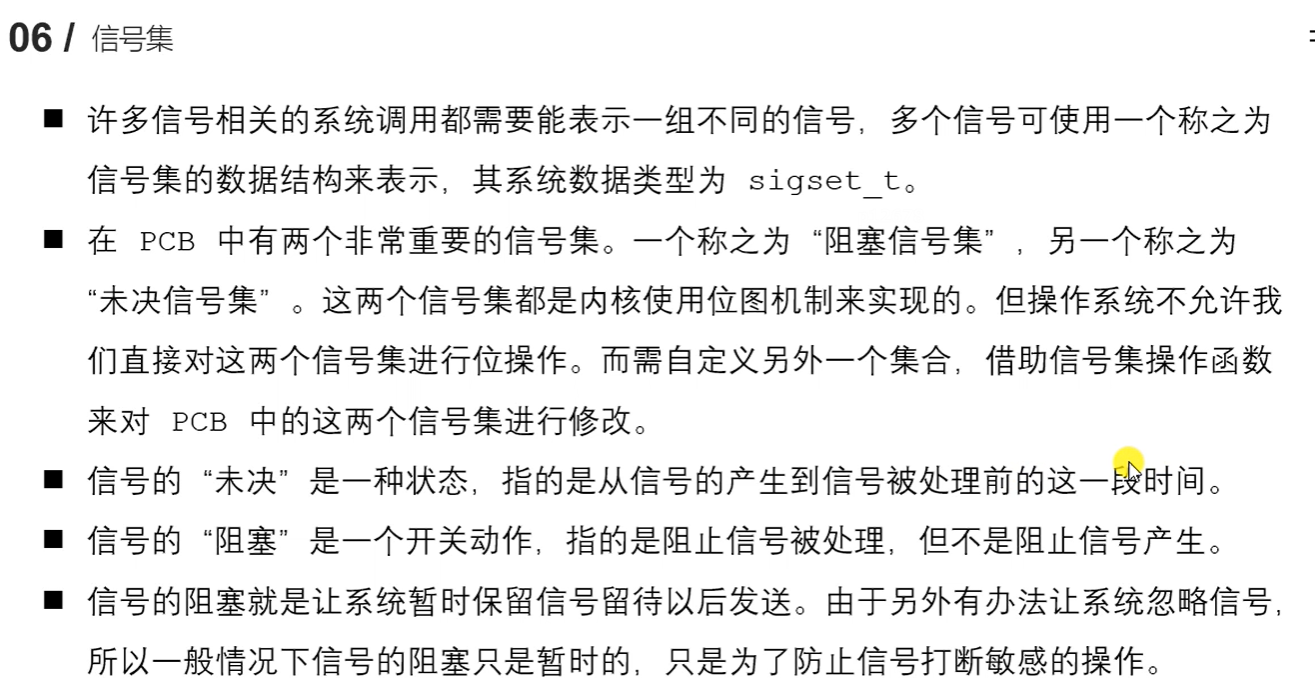 06 / 信号集
■ 许多信号相关的系统调用都需要能表示一组不同的信号，多个信号可使用一个称之为
信号集的数据结构来表示，其系统数据类型为 sigset_t。
■ 在 PCB 中有两个非常重要的信号集。一个称之为 “阻塞信号集” ，另一个称之为
“未决信号集” 。这两个信号集都是内核使用位图机制来实现的。但操作系统不允许我
们直接对这两个信号集进行位操作。而需自定义另外一个集合，借助信号集操作函数
来对 PCB 中的这两个信号集进行修改。
■ 信号的 “未决” 是一种状态，指的是从信号的产生到信号被处理前的这一段时间。
■ 信号的 “阻塞” 是一个开关动作，指的是阻止信号被处理，但不是阻止信号产生。
■ 信号的阻塞就是让系统暂时保留信号留待以后发送。由于另外有办法让系统忽略信号，
所以一般情况下信号的阻塞只是暂时的，只是为了防止信号打断敏感的操作。